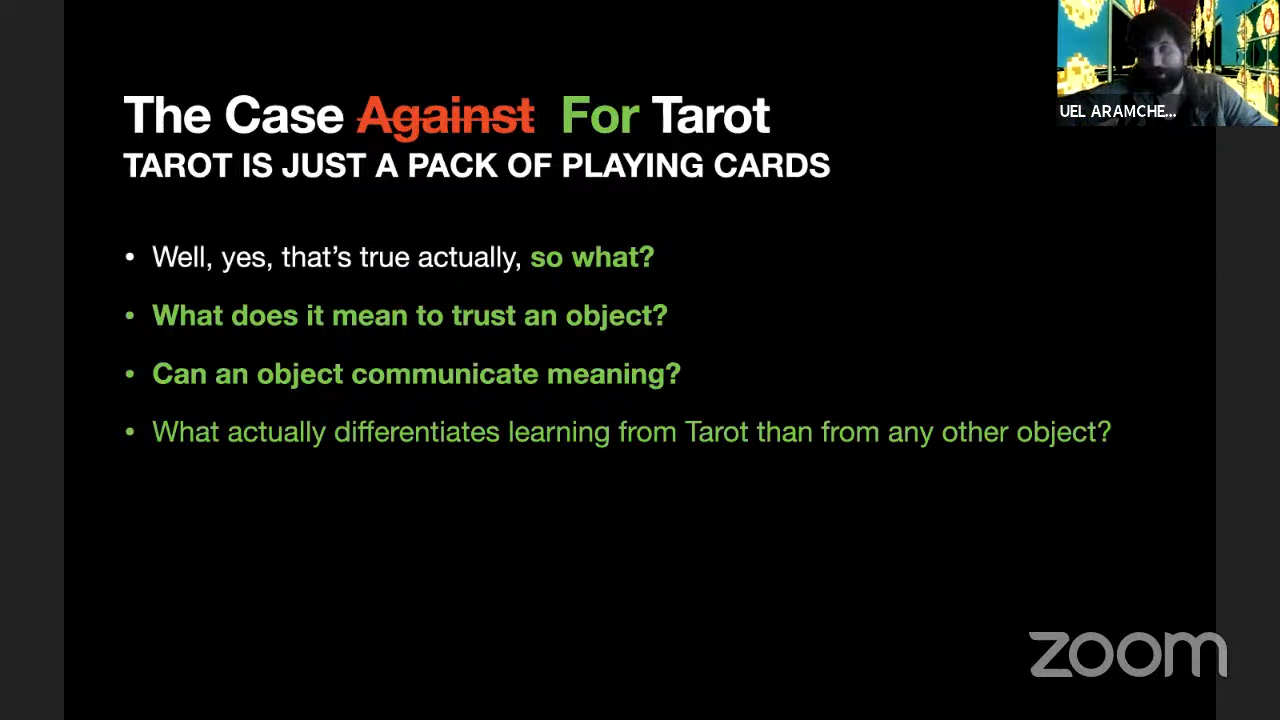 The Case Against For Tarot
TAROT IS JUST A PACK OF PLAYING CARDS
• Well, yes, that's true actually, so what?
• What does it mean to trust an object?
• Can an object communicate meaning?
• What actually differentiates learning from Tarot than from any other object?
UEL ARAMCHE...
zoom